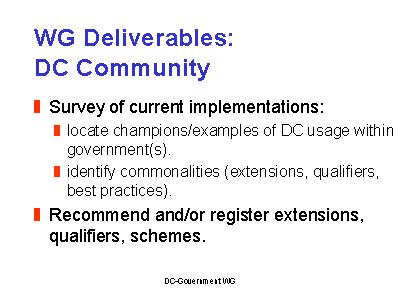 WG Deliverables:
DC Community
Survey of current implementations:
locate champions/examples of DC usage within
government(s).
identify commonalities (extensions, qualifiers,
best practices).
Recommend and/or register extensions,
qualifiers, schemes.
DC-Government WG